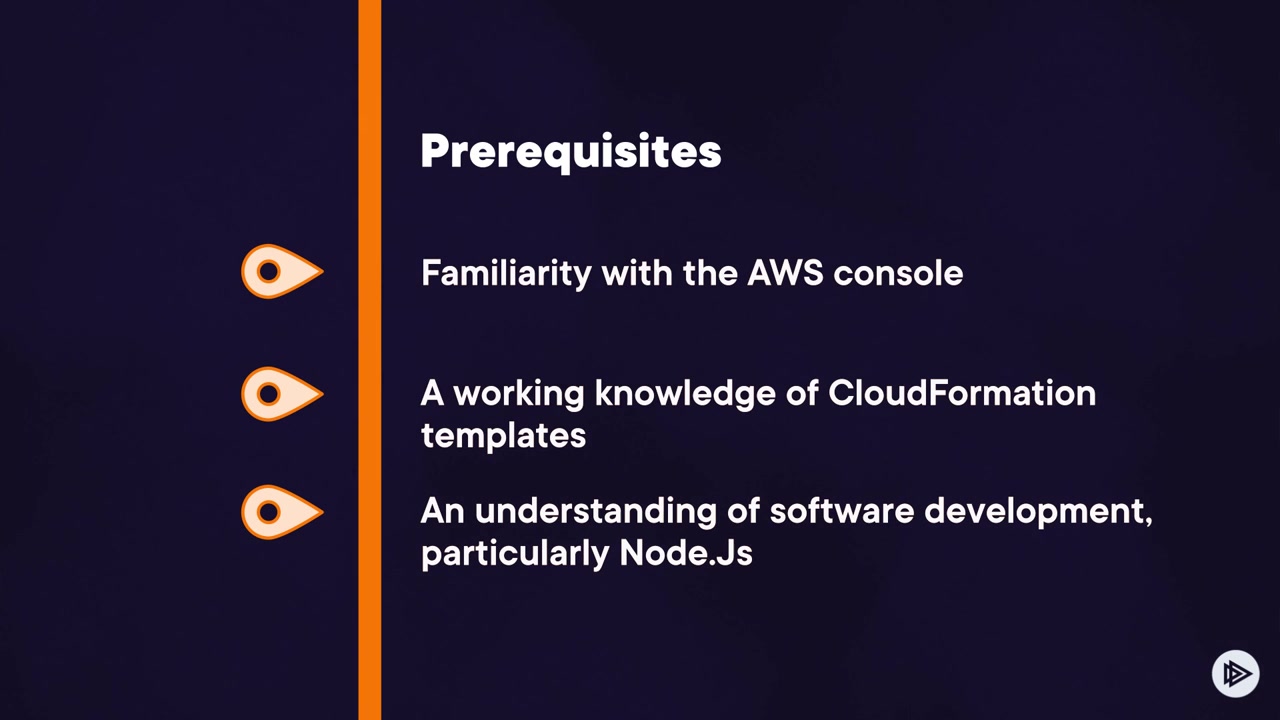 Prerequisites
Familiarity with the AWS console
A working knowledge of CloudFormation
templates
An understanding of software development,
particularly Node.Js